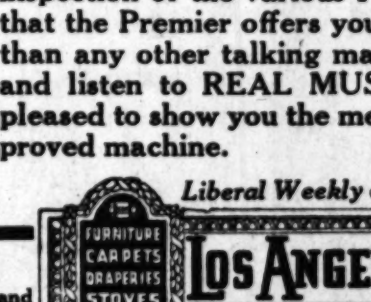 that the Premier offers you
than any other talking ma
and listen to REAL MUS
pleased to show you the me
proved machine.
Liberal Weekly
FURNITURE
CARPETS
DRAPERIES
STOVES
LOS ANGE
and